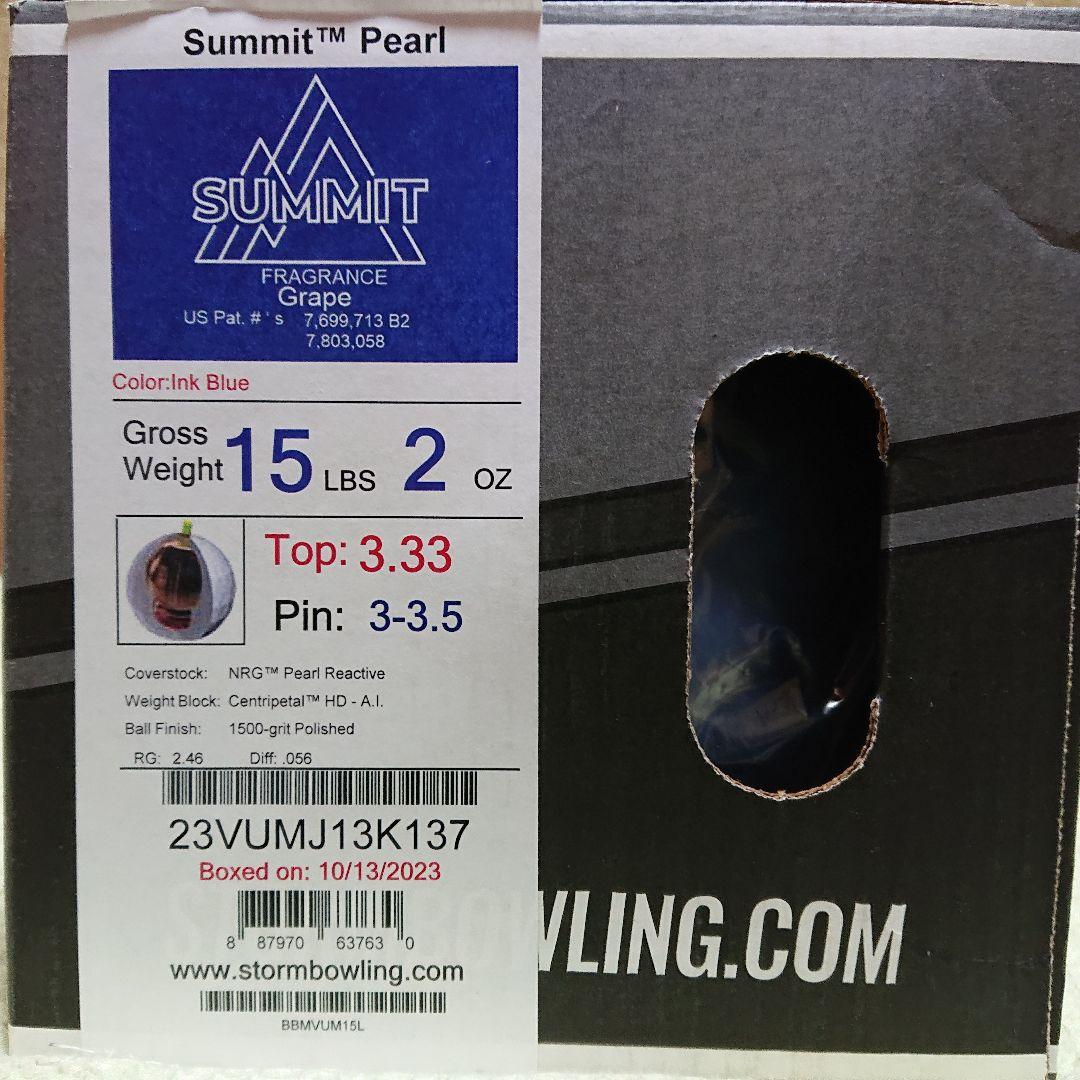 Summit™ Pearl
SUMMIT
FRAGRANCE
Grape
US Pat. #'s 7,699,713 B2
7,803,058
Color:Ink Blue
Gross Weight 15 LBS 2 OZ
Top: 3.33
Pin: 3-3.5
Coverstock: NRG™ Pearl Reactive
Weight Block: Centripetal™ HD - A.I.
Ball Finish: 1500-grit Polished
RG: 2.46 Diff: .056
23VUMJ13K137
Boxed on: 10/13/2023
8 87970 63763 0
www.stormbowling.com
BBMVUM15L
WLING.COM